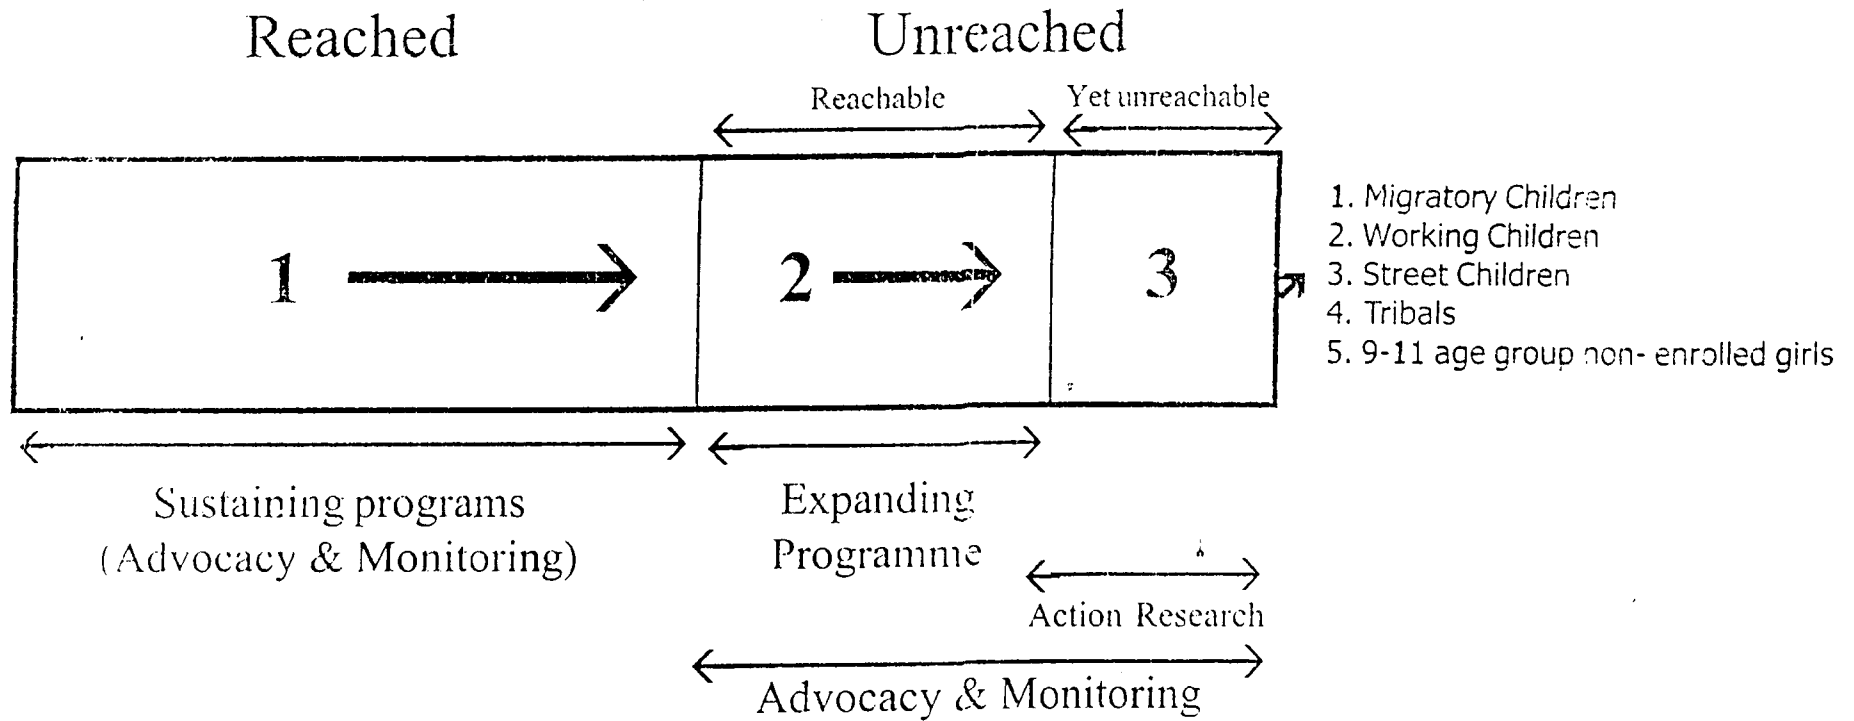 Reached
Unreached
Reachable
Yet unreachable
1
2
3
1. Migratory Children
2. Working Children
3. Street Children
4. Tribals
5. 9-11 age group non- enrolled girls
Sustaining programs
(Advocacy & Monitoring)
Expanding
Programme
Action Research
Advocacy & Monitoring